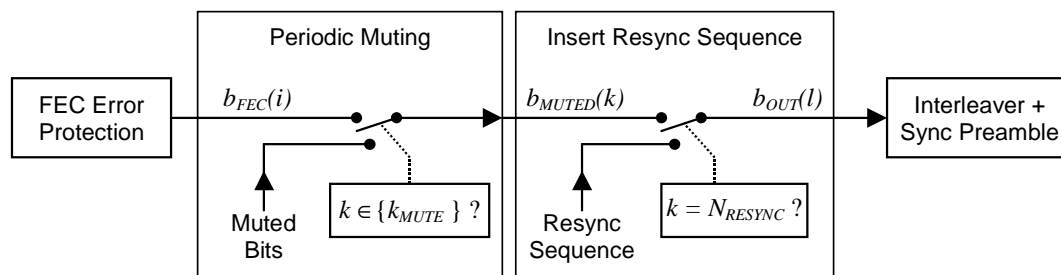 Periodic Muting
Insert Resync Sequence
FEC Error
Protection
b_FEC(i)
b_MUTED(k)
b_OUT(l)
Interleaver +
Sync Preamble
Muted
Bits
k ∈ {k_MUTE } ?
Resync
Sequence
k = N_RESYNC ?